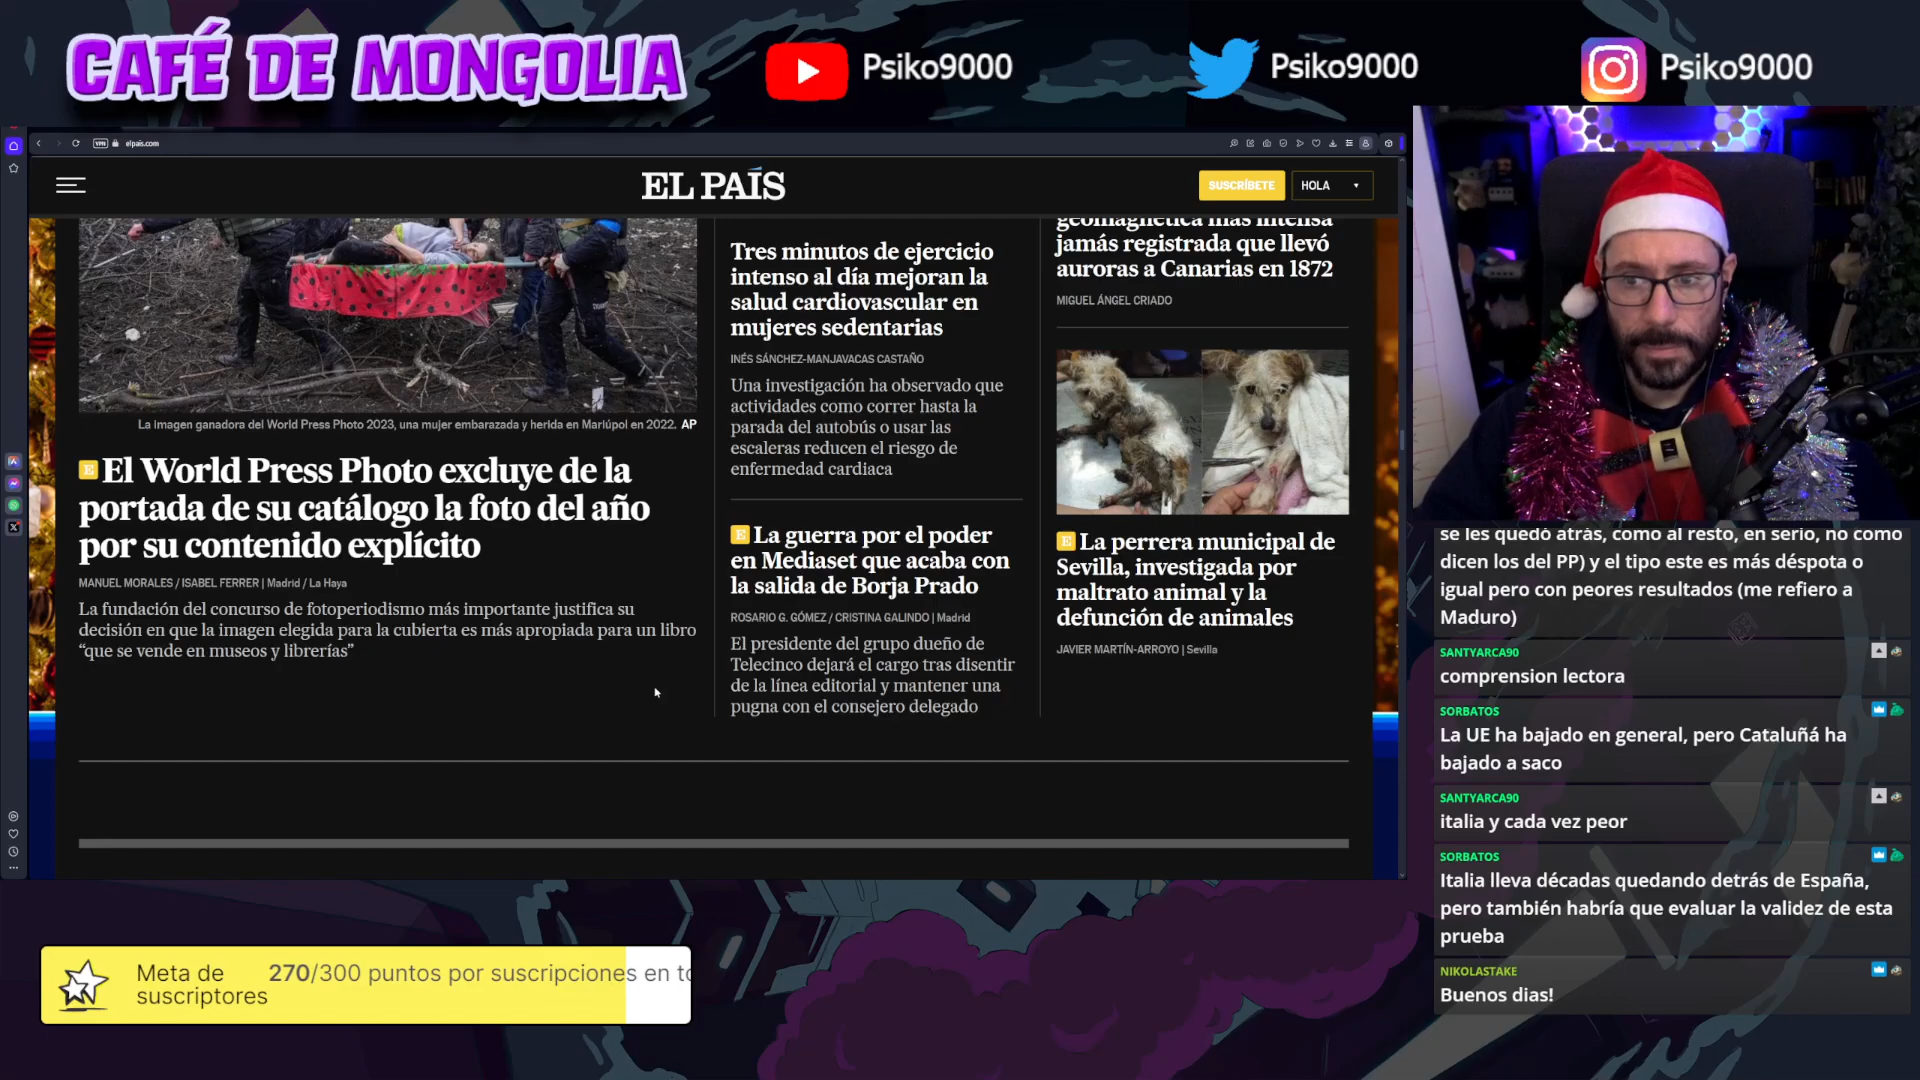 CAFÉ DE MONGOLIA
Psiko9000
Psiko9000
Psiko9000
VPN
elpais.com
EL PAÍS
SUSCRÍBETE
HOLA
La imagen ganadora del World Press Photo 2023, una mujer embarazada y herida en Mariúpol en 2022. AP
E El World Press Photo excluye de la
portada de su catálogo la foto del año
por su contenido explícito
MANUEL MORALES / ISABEL FERRER | Madrid / La Haya
La fundación del concurso de fotoperiodismo más importante justifica su
decisión en que la imagen elegida para la cubierta es más apropiada para un libro
“que se vende en museos y librerías”
Tres minutos de ejercicio
intenso al día mejoran la
salud cardiovascular en
mujeres sedentarias
INÉS SÁNCHEZ-MANJAVACAS CASTAÑO
Una investigación ha observado que
actividades como correr hasta la
parada del autobús o usar las
escaleras reducen el riesgo de
enfermedad cardiaca
E La guerra por el poder
en Mediaset que acaba con
la salida de Borja Prado
ROSARIO G. GÓMEZ / CRISTINA GALINDO | Madrid
El presidente del grupo dueño de
Telecinco dejará el cargo tras disentir
de la línea editorial y mantener una
pugna con el consejero delegado
geomagnética más intensa
jamás registrada que llevó
auroras a Canarias en 1872
MIGUEL ÁNGEL CRIADO
E La perrera municipal de
Sevilla, investigada por
maltrato animal y la
defunción de animales
JAVIER MARTÍN-ARROYO | Sevilla
se les quedó atrás, como al resto, en serio, no como
dicen los del PP) y el tipo este es más déspota o
igual pero con peores resultados (me refiero a
Maduro)
SANTYARCA90
comprension lectora
SORBATOS
La UE ha bajado en general, pero Cataluñá ha
bajado a saco
SANTYARCA90
italia y cada vez peor
SORBATOS
Italia lleva décadas quedando detrás de España,
pero también habría que evaluar la validez de esta
prueba
NIKOLASTAKE
Buenos dias!
Meta de
suscriptores
270/300 puntos por suscripciones en to